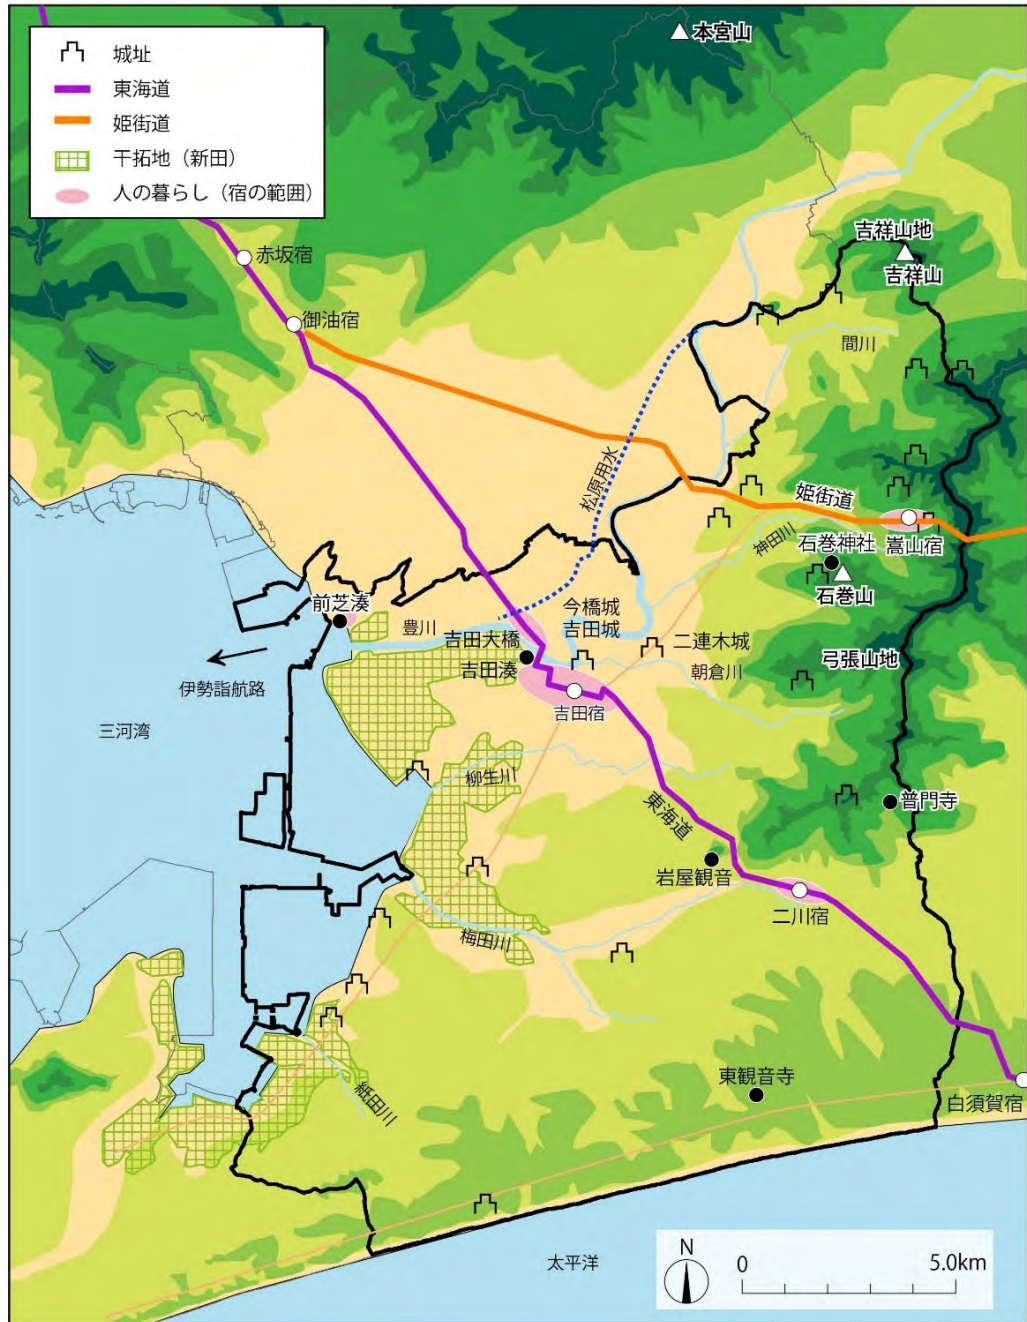 本宮山
城址
東海道
姫街道
干拓地（新田）
人の暮らし（宿の範囲）
赤坂宿
御油宿
吉祥山地
吉祥山
間川
松原用水
姫街道
神田川
石巻神社
嵩山宿
石巻山
前芝湊
豊川
今橋城
吉田城
吉田大橋
吉田湊
二連木城
朝倉川
弓張山地
伊勢詣航路
三河湾
吉田宿
柳生川
東海道
普門寺
岩屋観音
二川宿
梅田川
紙田川
東観音寺
白須賀宿
太平洋
N
0
5.0km